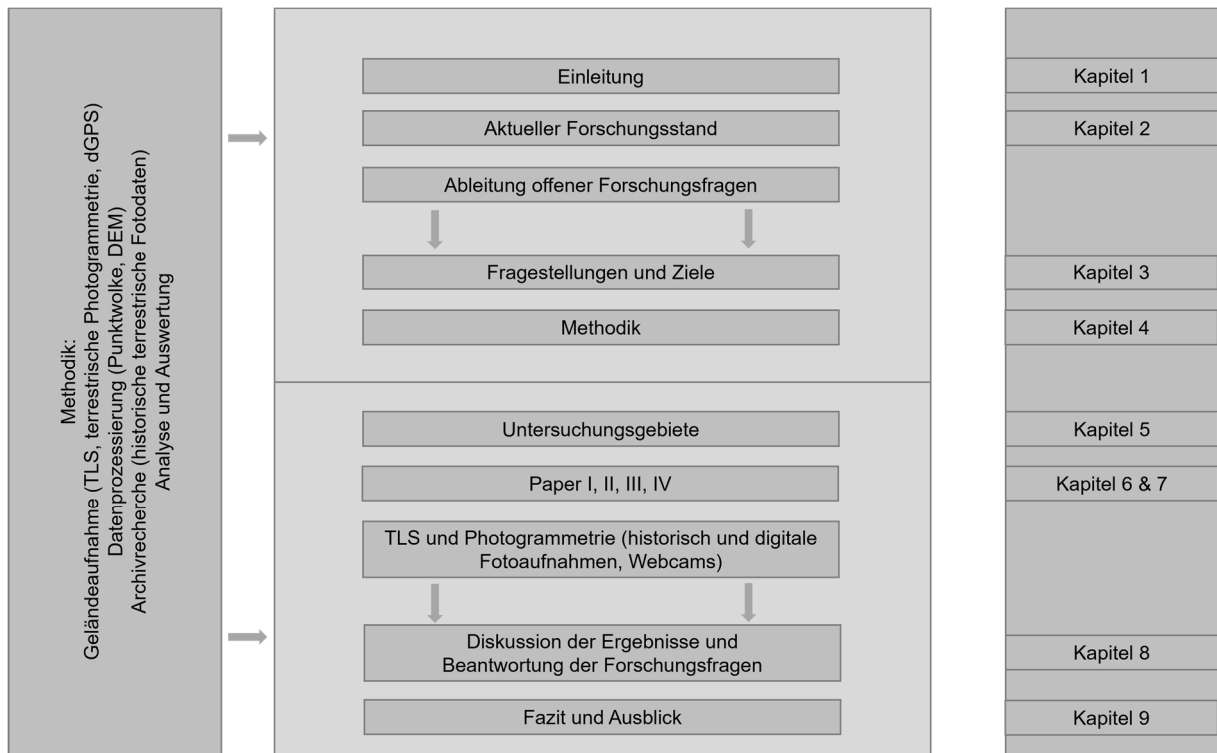 Methodik:
Geländeaufnahme (TLS, terrestrische Photogrammetrie, dGPS)
Datenprozessierung (Punktwolke, DEM)
Archivrecherche (historische terrestrische Fotodaten)
Analyse und Auswertung
Einleitung
Aktueller Forschungsstand
Ableitung offener Forschungsfragen
Fragestellungen und Ziele
Methodik
Untersuchungsgebiete
Paper I, II, III, IV
TLS und Photogrammetrie (historisch und digitale
Fotoaufnahmen, Webcams)
Diskussion der Ergebnisse und
Beantwortung der Forschungsfragen
Fazit und Ausblick
Kapitel 1
Kapitel 2
Kapitel 3
Kapitel 4
Kapitel 5
Kapitel 6 & 7
Kapitel 8
Kapitel 9